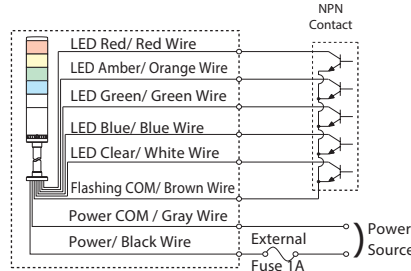 NPN
Contact
LED Red/ Red Wire
LED Amber/ Orange Wire
LED Green/ Green Wire
LED Blue/ Blue Wire
LED Clear/ White Wire
Flashing COM/ Brown Wire
Power COM / Gray Wire
Power/ Black Wire
External
Fuse 1A
Power
Source